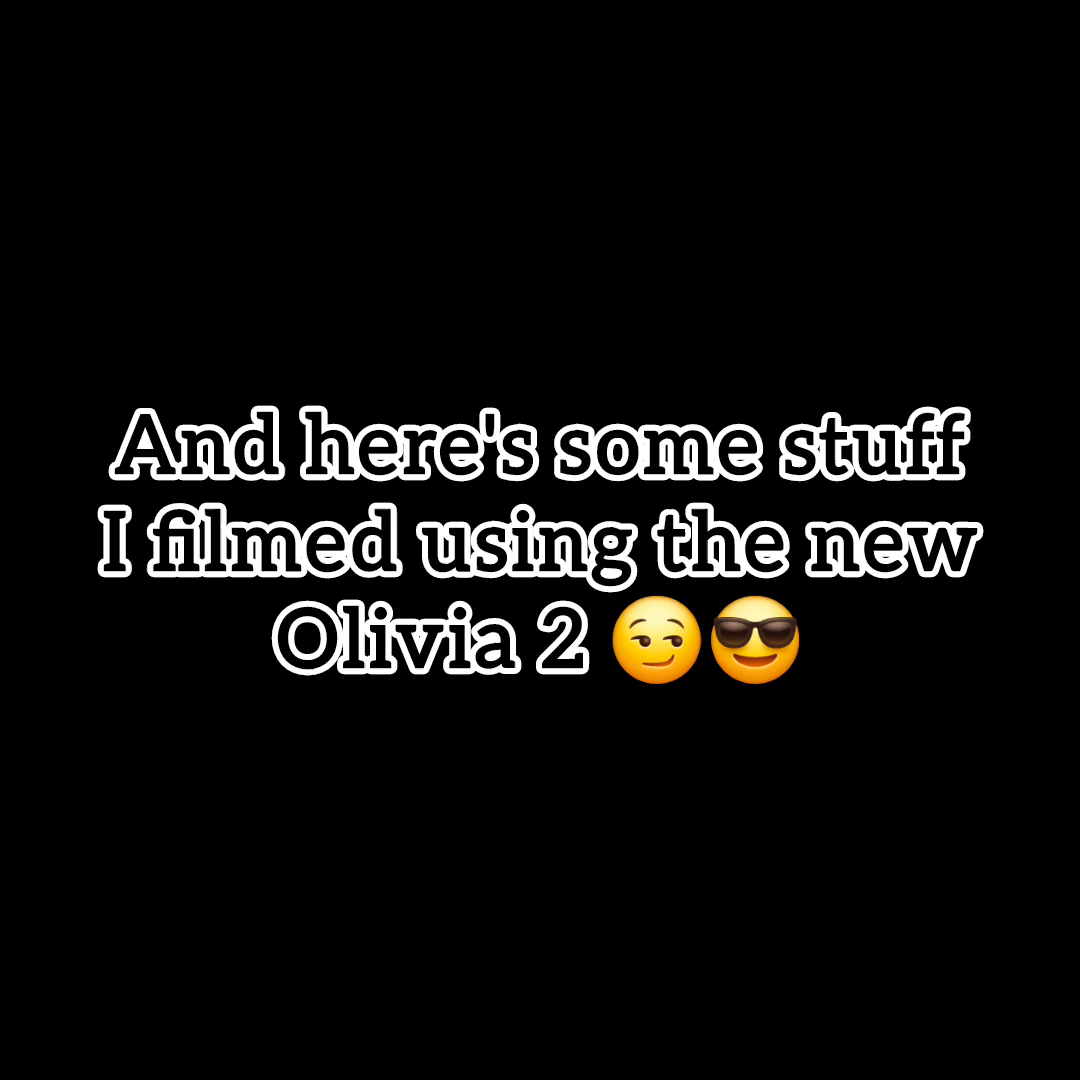 And here's some stuff
I filmed using the new
Olivia 2 😏😎